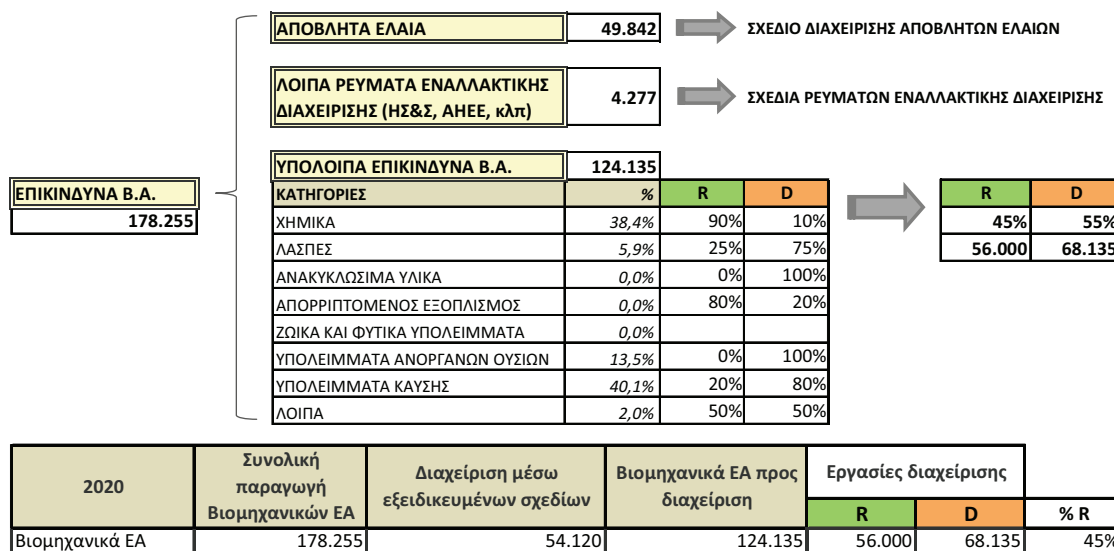 ΑΠΟΒΛΗΤΑ ΕΛΑΙΑ 49.842 ΣΧΕΔΙΟ ΔΙΑΧΕΙΡΙΣΗΣ ΑΠΟΒΛΗΤΩΝ ΕΛΑΙΩΝ
ΛΟΙΠΑ ΡΕΥΜΑΤΑ ΕΝΑΛΛΑΚΤΙΚΗΣ
ΔΙΑΧΕΙΡΙΣΗΣ (ΗΣ&Σ, ΑΗΕΕ, κλπ) 4.277 ΣΧΕΔΙΑ ΡΕΥΜΑΤΩΝ ΕΝΑΛΛΑΚΤΙΚΗΣ ΔΙΑΧΕΙΡΙΣΗΣ
ΕΠΙΚΙΝΔΥΝΑ Β.Α.
178.255
ΥΠΟΛΟΙΠΑ ΕΠΙΚΙΝΔΥΝΑ Β.Α. 124.135
ΚΑΤΗΓΟΡΙΕΣ % R D
ΧΗΜΙΚΑ 38,4% 90% 10%
ΛΑΣΠΕΣ 5,9% 25% 75%
ΑΝΑΚΥΚΛΩΣΙΜΑ ΥΛΙΚΑ 0,0% 0% 100%
ΑΠΟΡΡΙΠΤΟΜΕΝΟΣ ΕΞΟΠΛΙΣΜΟΣ 0,0% 80% 20%
ΖΩΙΚΑ ΚΑΙ ΦΥΤΙΚΑ ΥΠΟΛΕΙΜΜΑΤΑ 0,0%
ΥΠΟΛΕΙΜΜΑΤΑ ΑΝΟΡΓΑΝΩΝ ΟΥΣΙΩΝ 13,5% 0% 100%
ΥΠΟΛΕΙΜΜΑΤΑ ΚΑΥΣΗΣ 40,1% 20% 80%
ΛΟΙΠΑ 2,0% 50% 50%
R D
45% 55%
56.000 68.135
2020 Συνολική παραγωγή Βιομηχανικών ΕΑ Διαχείριση μέσω εξειδικευμένων σχεδίων Βιομηχανικά ΕΑ προς διαχείριση Εργασίες διαχείρισης
R D % R
Βιομηχανικά ΕΑ 178.255 54.120 124.135 56.000 68.135 45%